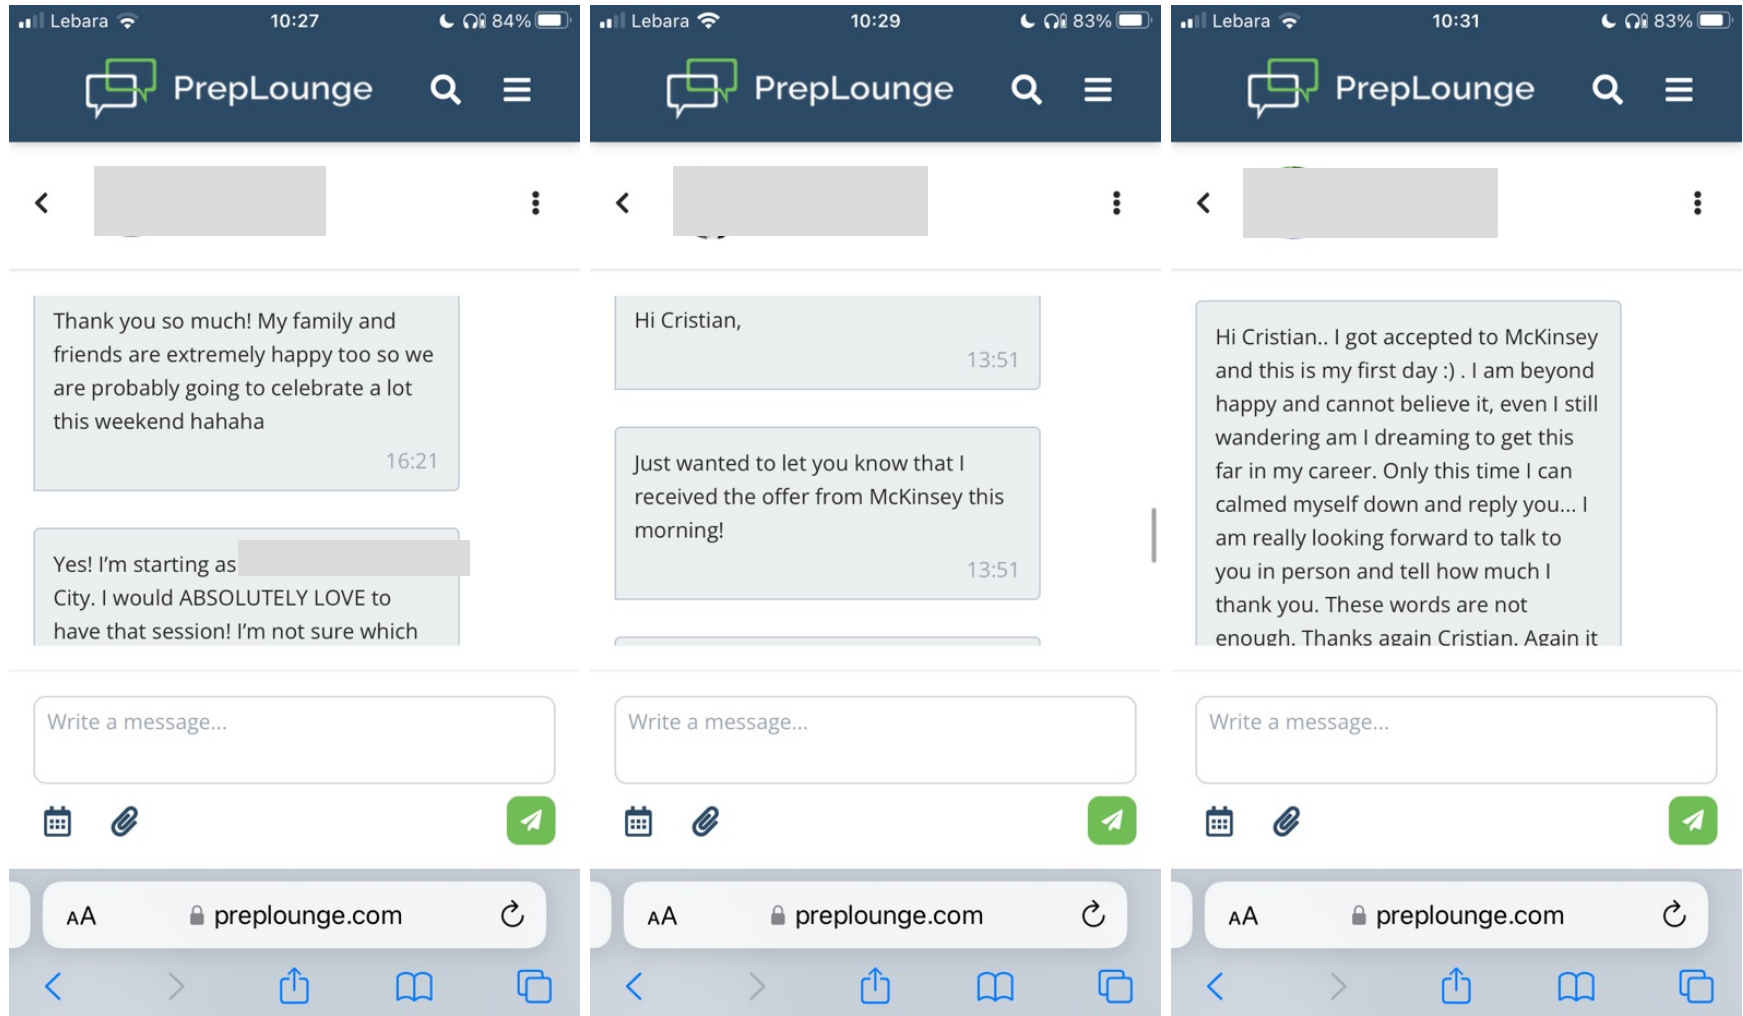 Lebara 10:27 84%
PrepLounge
Thank you so much! My family and
friends are extremely happy too so we
are probably going to celebrate a lot
this weekend hahaha
16:21
Yes! I'm starting as
City. I would ABSOLUTELY LOVE to
have that session! I'm not sure which
Write a message...
AA preplounge.com
Lebara 10:29 83%
PrepLounge
Hi Cristian,
13:51
Just wanted to let you know that I
received the offer from McKinsey this
morning!
13:51
Write a message...
AA preplounge.com
Lebara 10:31 83%
PrepLounge
Hi Cristian.. I got accepted to McKinsey
and this is my first day :) . I am beyond
happy and cannot believe it, even I still
wandering am I dreaming to get this
far in my career. Only this time I can
calmed myself down and reply you... I
am really looking forward to talk to
you in person and tell how much I
thank you. These words are not
enough. Thanks again Cristian. Again it
Write a message...
AA preplounge.com